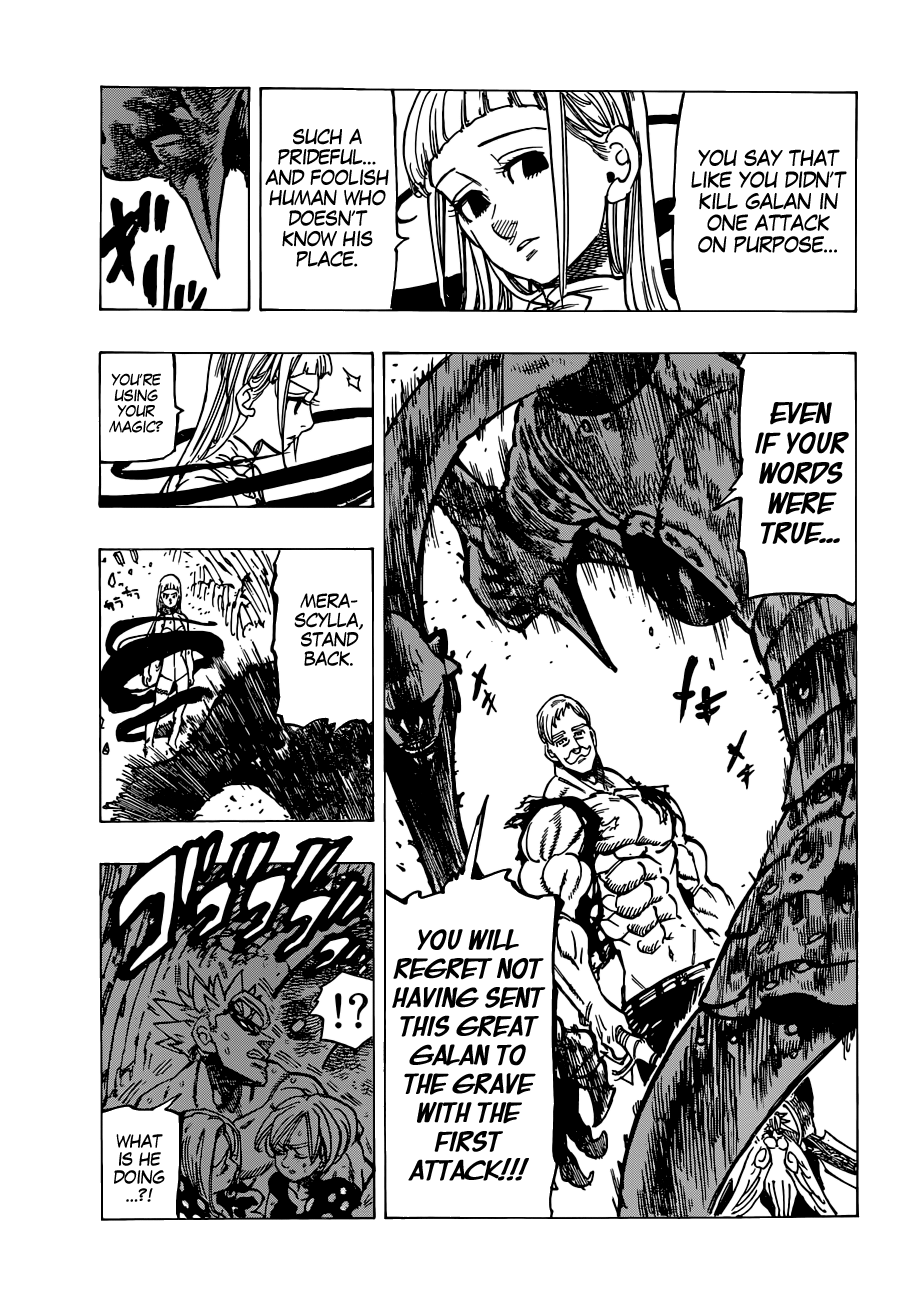 YOU SAY THAT
LIKE YOU DIDN'T
KILL GALAN IN
ONE ATTACK
ON PURPOSE...
SUCH A
PRIDEFUL...
AND FOOLISH
HUMAN WHO
DOESN'T
KNOW HIS
PLACE.
EVEN
IF YOUR
WORDS
WERE
TRUE...
YOU WILL
REGRET NOT
HAVING SENT
THIS GREAT
GALAN TO
THE GRAVE
WITH THE
FIRST
ATTACK!!!
YOU'RE
USING
YOUR
MAGIC?
MERA-
SCYLLA,
STAND
BACK.
!?
WHAT
IS HE
DOING
...?!